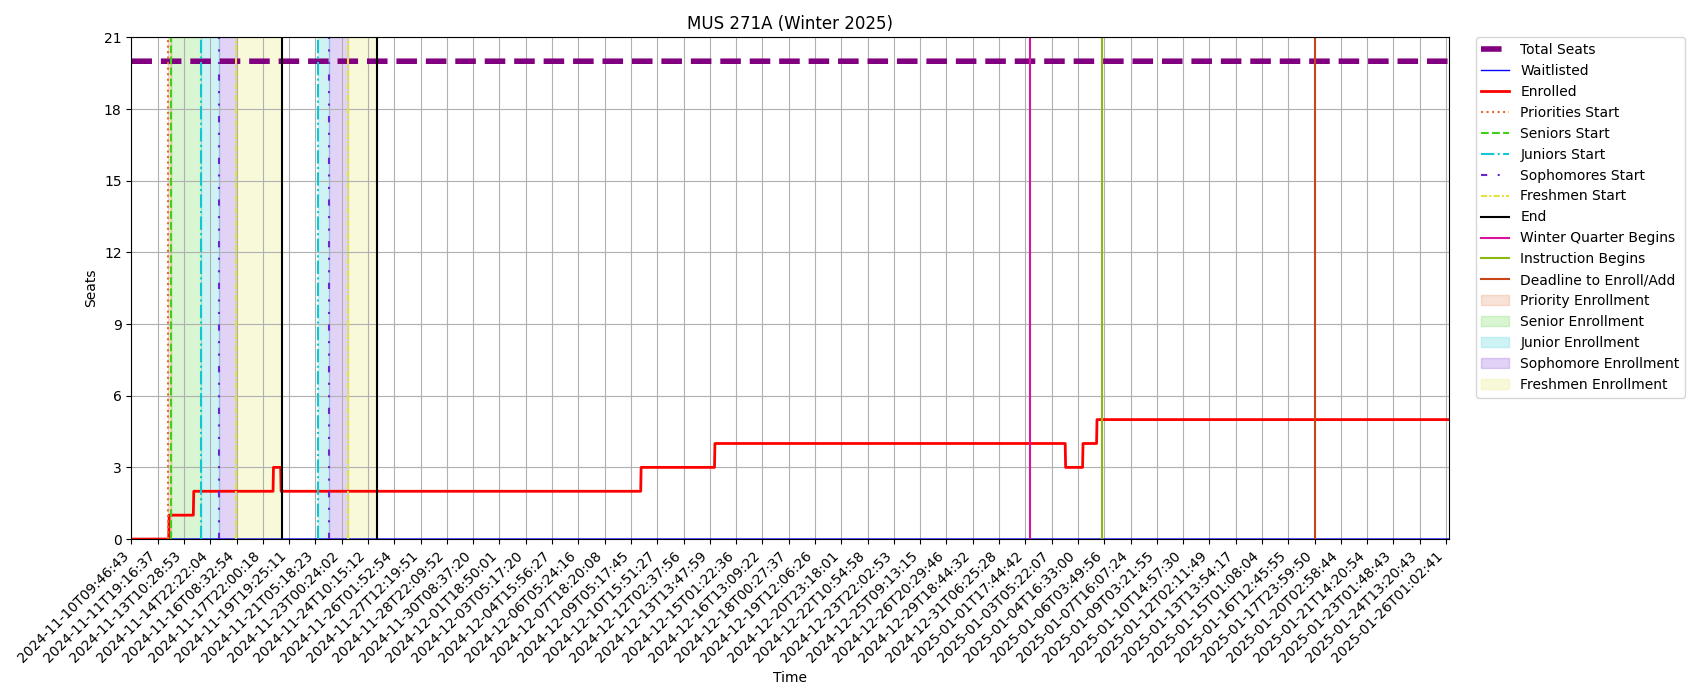 MUS 271A (Winter 2025)
21
18
15
12
9
6
3
0
Seats
2024-11-10T09:46:43
2024-11-11T19:16:37
2024-11-13T10:28:53
2024-11-14T22:22:04
2024-11-16T08:32:54
2024-11-17T22:00:18
2024-11-19T19:25:11
2024-11-21T05:18:23
2024-11-23T00:24:02
2024-11-24T10:15:12
2024-11-26T01:52:54
2024-11-27T12:19:51
2024-11-28T22:09:52
2024-11-30T08:37:20
2024-12-01T18:50:01
2024-12-03T05:17:20
2024-12-04T15:56:27
2024-12-06T05:24:16
2024-12-07T18:20:08
2024-12-09T05:17:45
2024-12-10T15:51:27
2024-12-12T02:37:56
2024-12-13T13:47:59
2024-12-15T01:22:36
2024-12-16T13:09:22
2024-12-18T00:27:37
2024-12-19T12:06:26
2024-12-20T23:18:01
2024-12-22T10:54:58
2024-12-23T22:02:53
2024-12-25T09:13:15
2024-12-26T20:29:46
2024-12-29T18:44:32
2024-12-31T06:25:28
2025-01-01T17:44:42
2025-01-03T05:22:07
2025-01-04T16:33:00
2025-01-06T03:49:56
2025-01-07T16:07:24
2025-01-09T03:21:55
2025-01-10T14:57:30
2025-01-12T02:11:49
2025-01-13T13:54:17
2025-01-15T01:08:04
2025-01-16T12:45:55
2025-01-17T23:59:50
2025-01-20T02:58:44
2025-01-21T14:20:54
2025-01-23T01:48:43
2025-01-24T13:20:43
2025-01-26T01:02:41
Time
Total Seats
Waitlisted
Enrolled
Priorities Start
Seniors Start
Juniors Start
Sophomores Start
Freshmen Start
End
Winter Quarter Begins
Instruction Begins
Deadline to Enroll/Add
Priority Enrollment
Senior Enrollment
Junior Enrollment
Sophomore Enrollment
Freshmen Enrollment